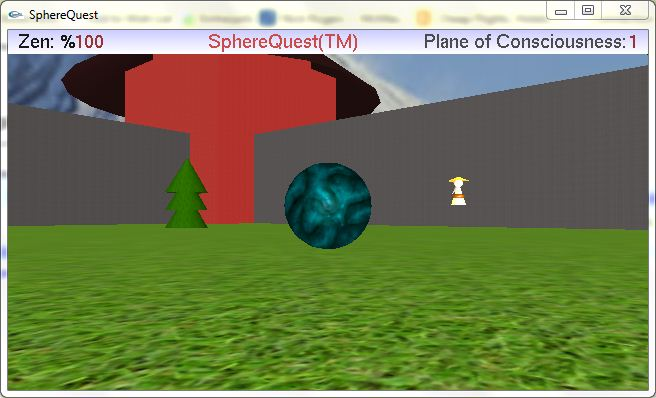 SphereQuest
Zen: %100 SphereQuest(TM) Plane of Consciousness: 1